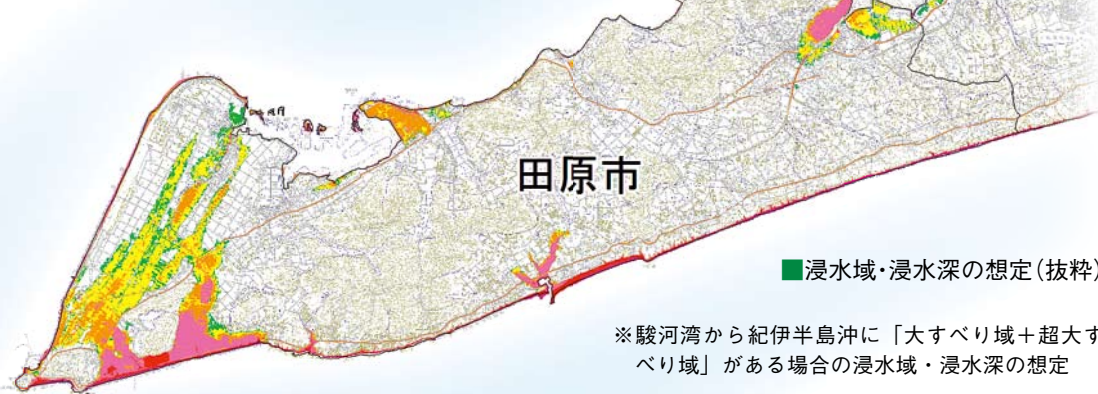 田原市
■浸水域・浸水深の想定(抜粋)
※駿河湾から紀伊半島沖に「大すべり域＋超大す
べり域」がある場合の浸水域・浸水深の想定